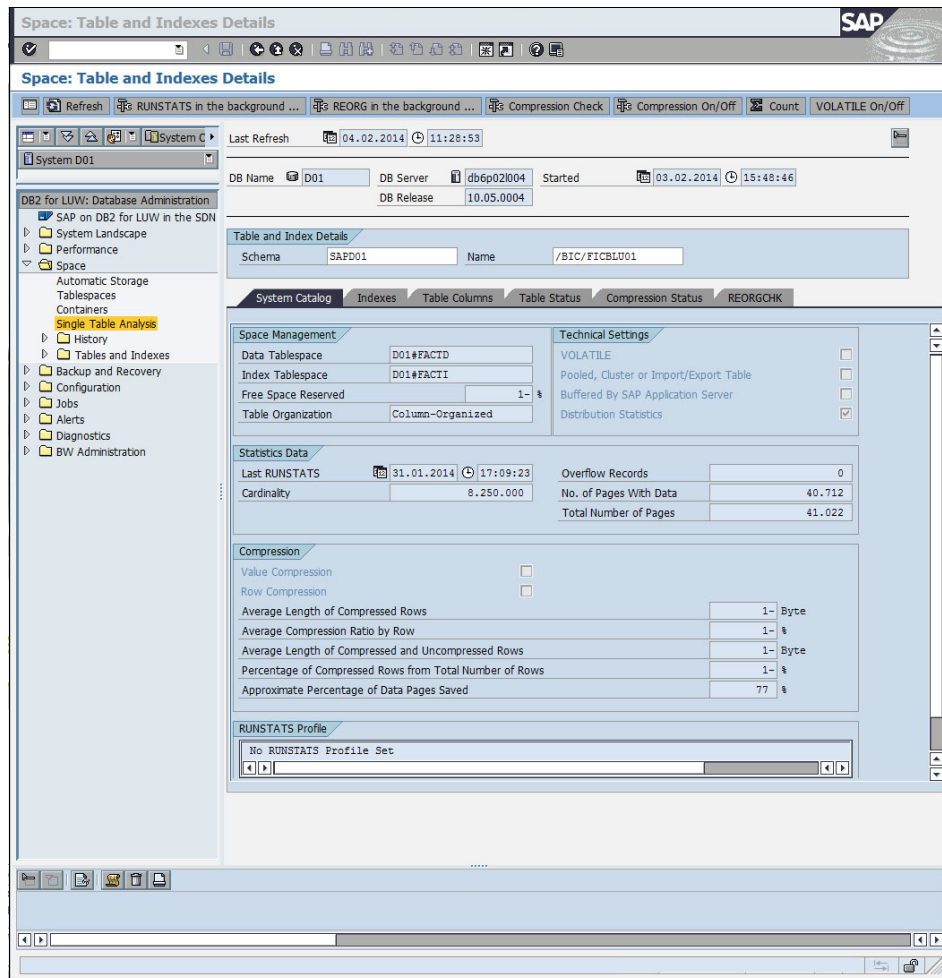 Space: Table and Indexes Details
SAP
Space: Table and Indexes Details
Refresh RUNSTATS in the background ... REORG in the background ... Compression Check Compression On/Off Count VOLATILE On/Off
System C
System D01
Last Refresh 04.02.2014 11:28:53
DB Name D01 DB Server db6p02l004 Started 03.02.2014 15:48:46
DB Release 10.05.0004
DB2 for LUW: Database Administration
SAP on DB2 for LUW in the SDN
System Landscape
Performance
Space
Automatic Storage
Tablespaces
Containers
Single Table Analysis
History
Tables and Indexes
Backup and Recovery
Configuration
Jobs
Alerts
Diagnostics
BW Administration
Table and Index Details
Schema SAPD01 Name /BIC/FICBLU01
System Catalog Indexes Table Columns Table Status Compression Status REORGCHK
Space Management
Data Tablespace D01#FACTD
Index Tablespace D01#FACTI
Free Space Reserved 1- %
Table Organization Column-Organized
Technical Settings
VOLATILE
Pooled, Cluster or Import/Export Table
Buffered By SAP Application Server
Distribution Statistics
Statistics Data
Last RUNSTATS 31.01.2014 17:09:23
Cardinality 8.250.000
Overflow Records 0
No. of Pages With Data 40.712
Total Number of Pages 41.022
Compression
Value Compression
Row Compression
Average Length of Compressed Rows 1- Byte
Average Compression Ratio by Row 1- %
Average Length of Compressed and Uncompressed Rows 1- Byte
Percentage of Compressed Rows from Total Number of Rows 1- %
Approximate Percentage of Data Pages Saved 77 %
RUNSTATS Profile
No RUNSTATS Profile Set